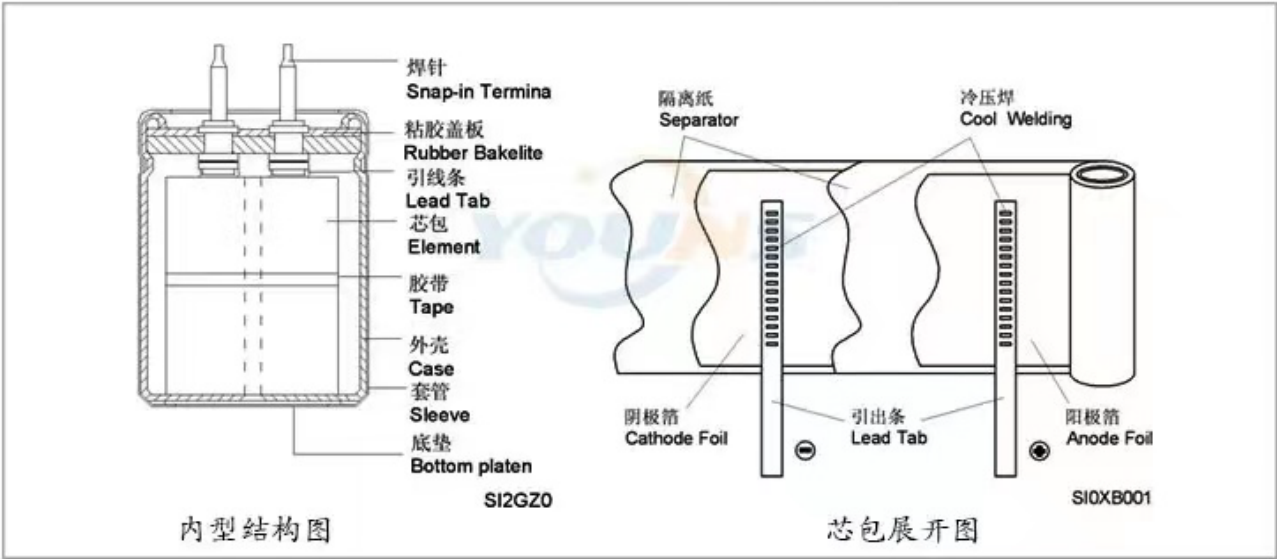 焊针
Snap-in Termina
粘胶盖板
Rubber Bakelite
引线条
Lead Tab
芯包
Element
胶带
Tape
外壳
Case
套管
Sleeve
底垫
Bottom platen
SI2GZ0
内型结构图
隔离纸
Separator
冷压焊
Cool Welding
YOUNS
阴极箔
Cathode Foil
引出条
Lead Tab
阳极箔
Anode Foil
SI0XB001
芯包展开图